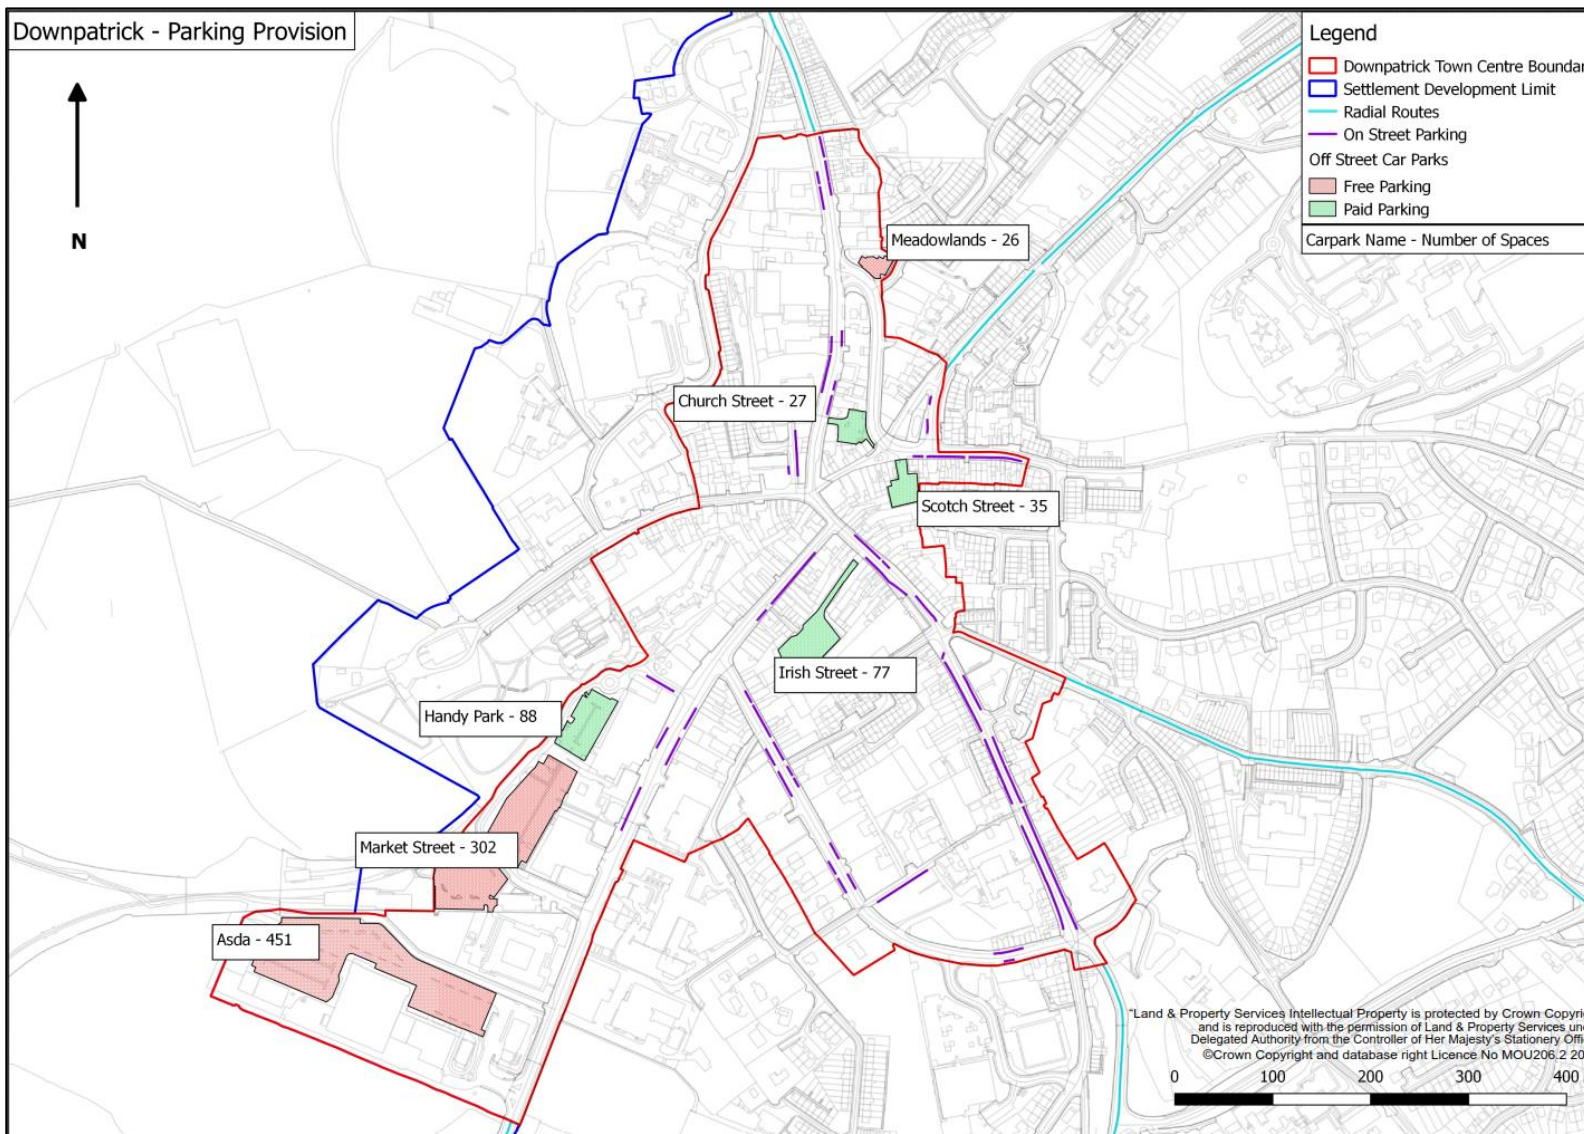 Downpatrick - Parking Provision
N
Legend
Downpatrick Town Centre Boundar
Settlement Development Limit
Radial Routes
On Street Parking
Off Street Car Parks
Free Parking
Paid Parking
Carpark Name - Number of Spaces
Meadowlands - 26
Church Street - 27
Scotch Street - 35
Irish Street - 77
Handy Park - 88
Market Street - 302
Asda - 451
"Land & Property Services Intellectual Property is protected by Crown Copyri
and is reproduced with the permission of Land & Property Services un
Delegated Authority from the Controller of Her Majesty's Stationery Offi
©Crown Copyright and database right Licence No MOU206.2 20
0 100 200 300 400